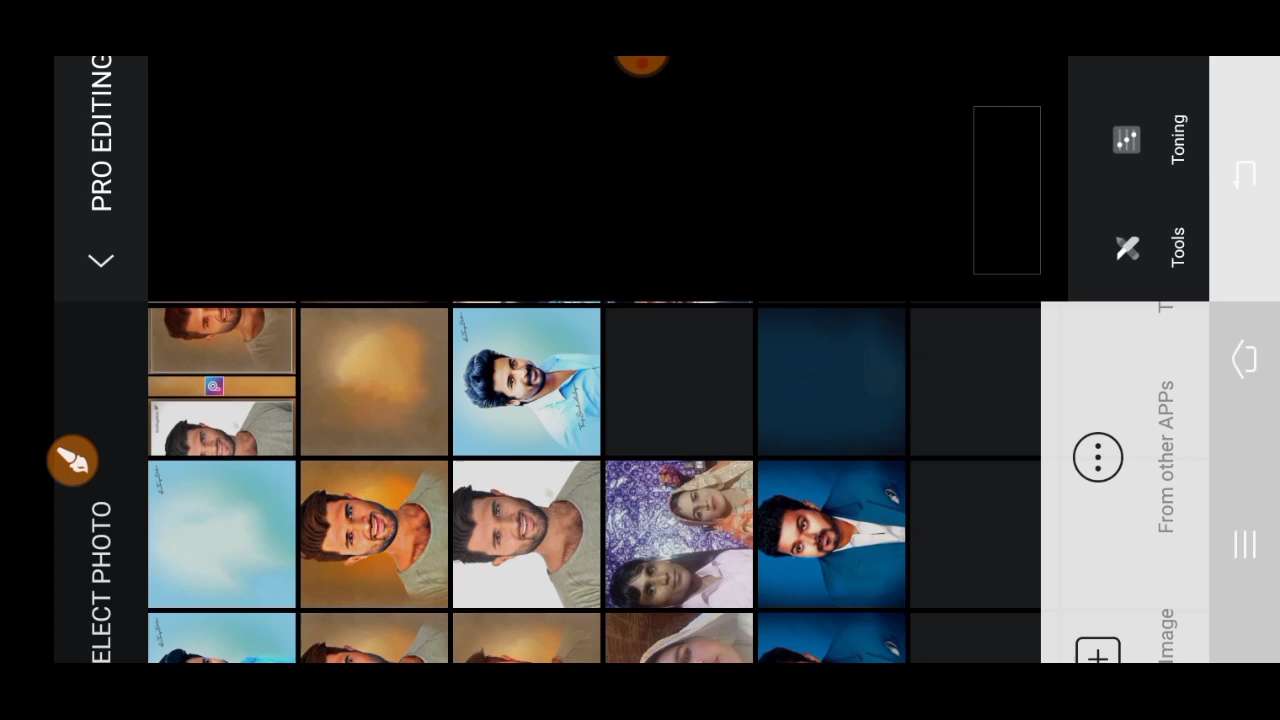 PRO EDITING
ELECT PHOTO
Toning
Tools
T
From other APPs
Image